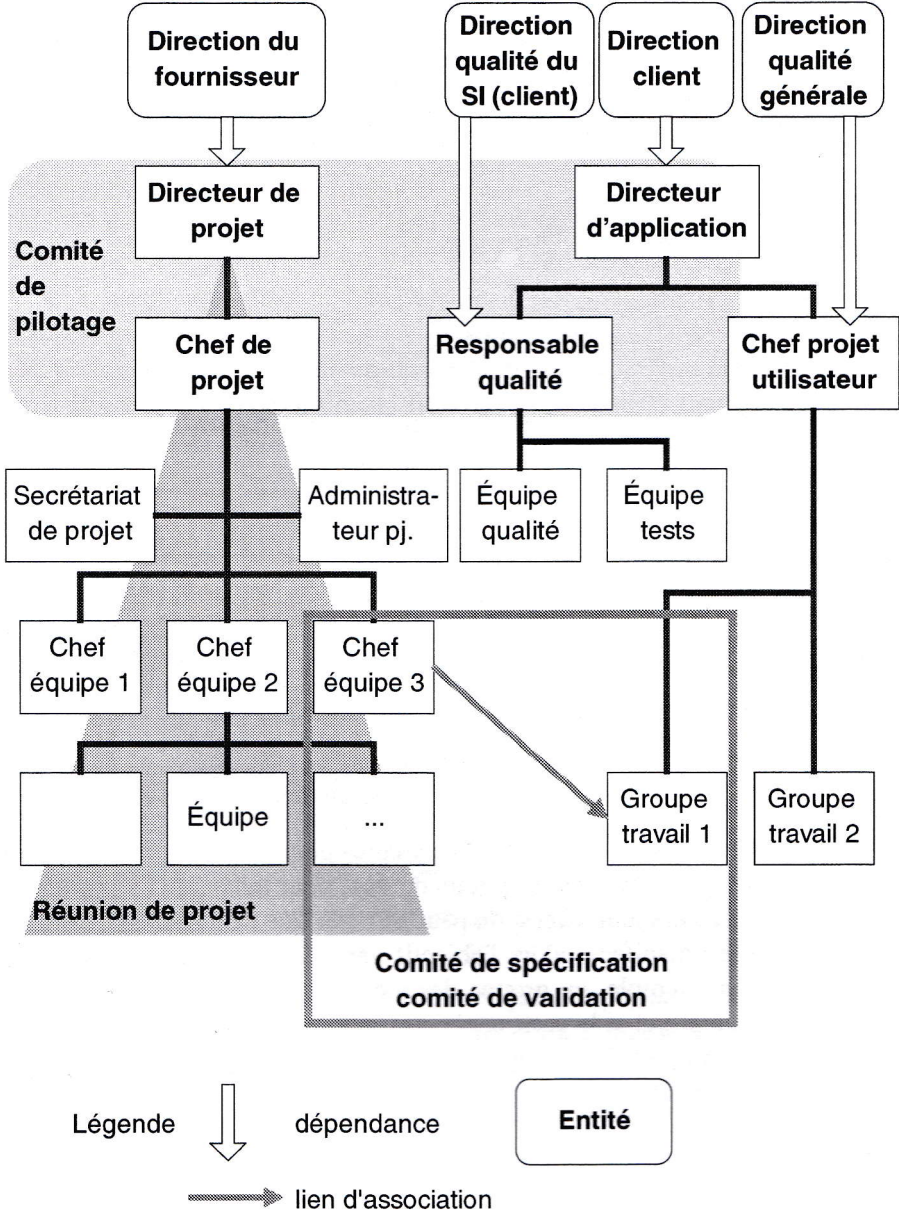 Direction du
fournisseur
Direction
qualité du
SI (client)
Direction
client
Direction
qualité
générale
Directeur de
projet
Directeur
d'application
Comité
de
pilotage
Chef de
projet
Responsable
qualité
Chef projet
utilisateur
Secrétariat
de projet
Administra-
teur pj.
Équipe
qualité
Équipe
tests
Chef
équipe 1
Chef
équipe 2
Chef
équipe 3
Équipe
...
Groupe
travail 1
Groupe
travail 2
Réunion de projet
Comité de spécification
comité de validation
Légende
dépendance
Entité
lien d'association